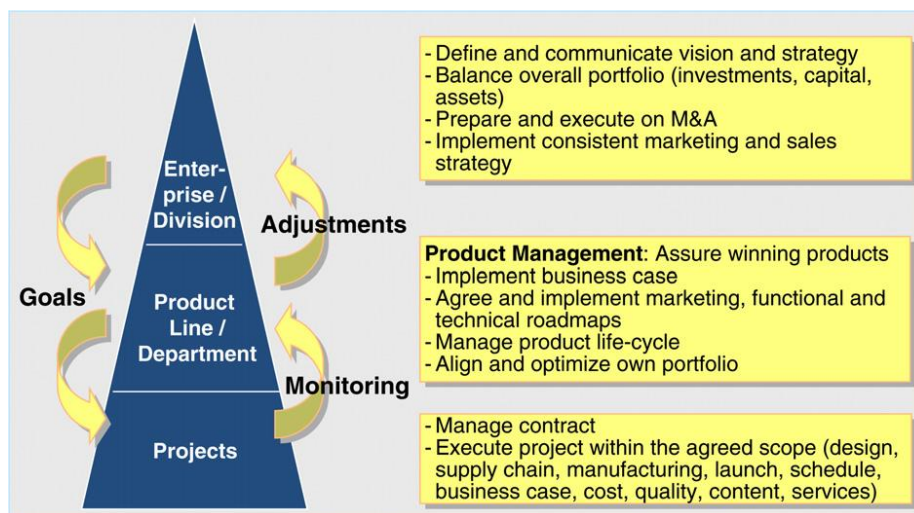 Enter-
prise /
Division
Product
Line /
Department
Projects
Goals
Adjustments
Monitoring
- Define and communicate vision and strategy
- Balance overall portfolio (investments, capital,
assets)
- Prepare and execute on M&A
- Implement consistent marketing and sales
strategy
Product Management: Assure winning products
- Implement business case
- Agree and implement marketing, functional and
technical roadmaps
- Manage product life-cycle
- Align and optimize own portfolio
- Manage contract
- Execute project within the agreed scope (design,
supply chain, manufacturing, launch, schedule,
business case, cost, quality, content, services)